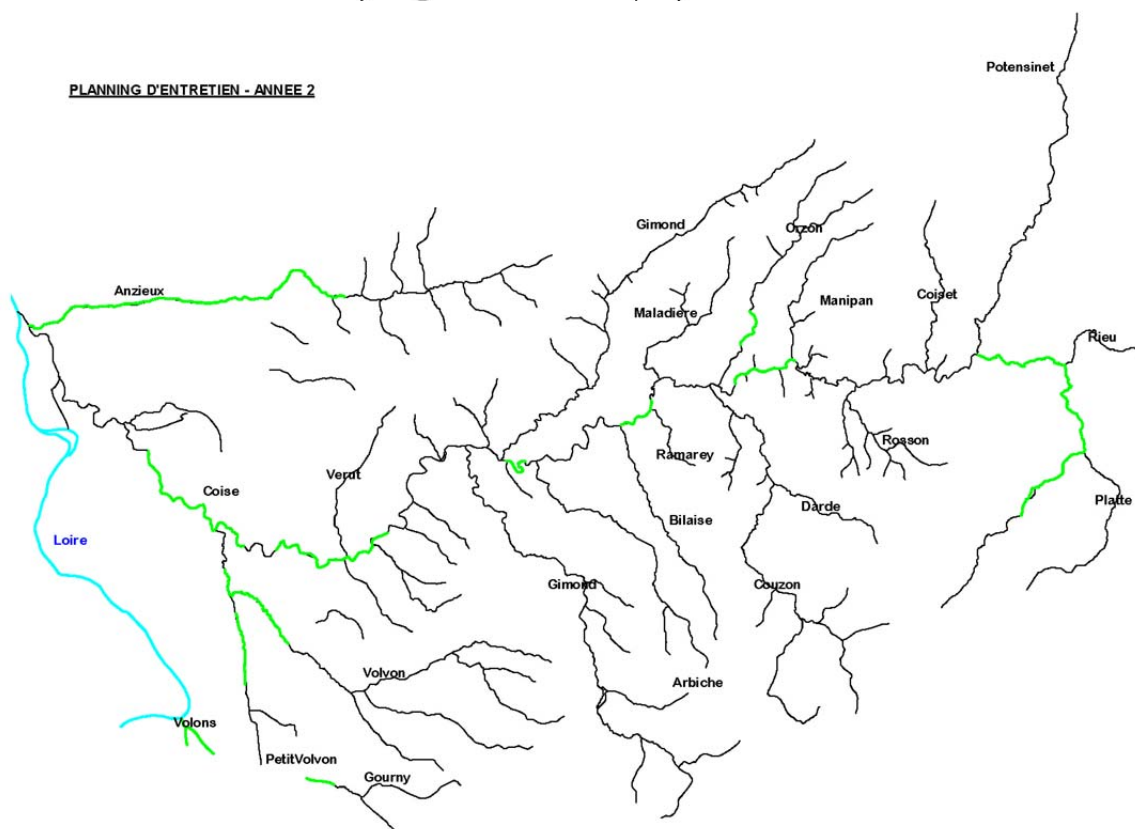 PLANNING D'ENTRETIEN - ANNEE 2
Potensinet
Gimond
Orzon
Anzieux
Manipan
Coiset
Maladière
Rieu
Rosson
Ramarey
Verut
Coise
Platte
Darde
Bilaise
Loire
Gimond
Couzon
Volvon
Arbiche
Volons
PetitVolvon
Gourny